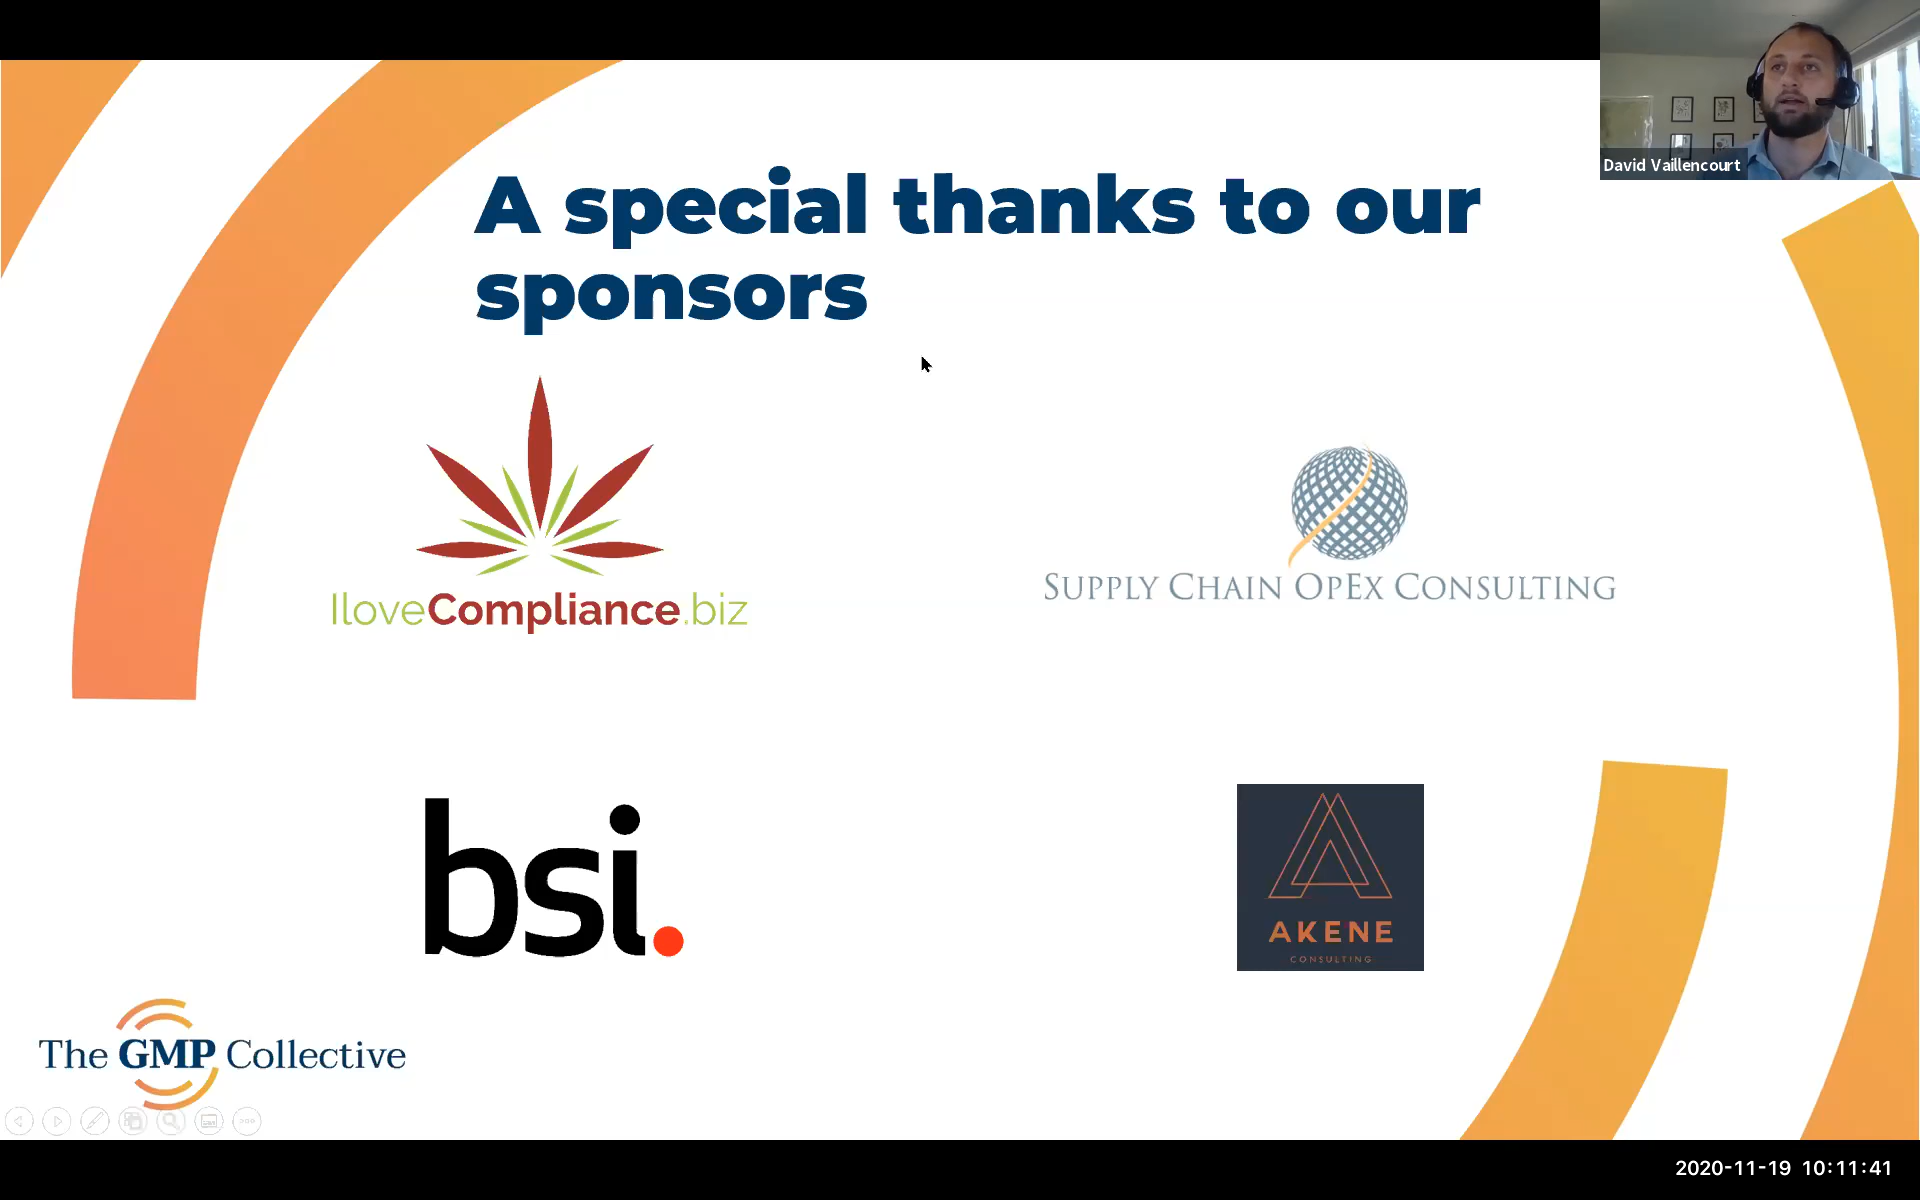 David Vaillencourt
A special thanks to our
sponsors
IloveCompliance.biz
Supply Chain OpEx Consulting
bsi.
AKENE
CONSULTING
The GMP Collective
2020-11-19 10:11:41